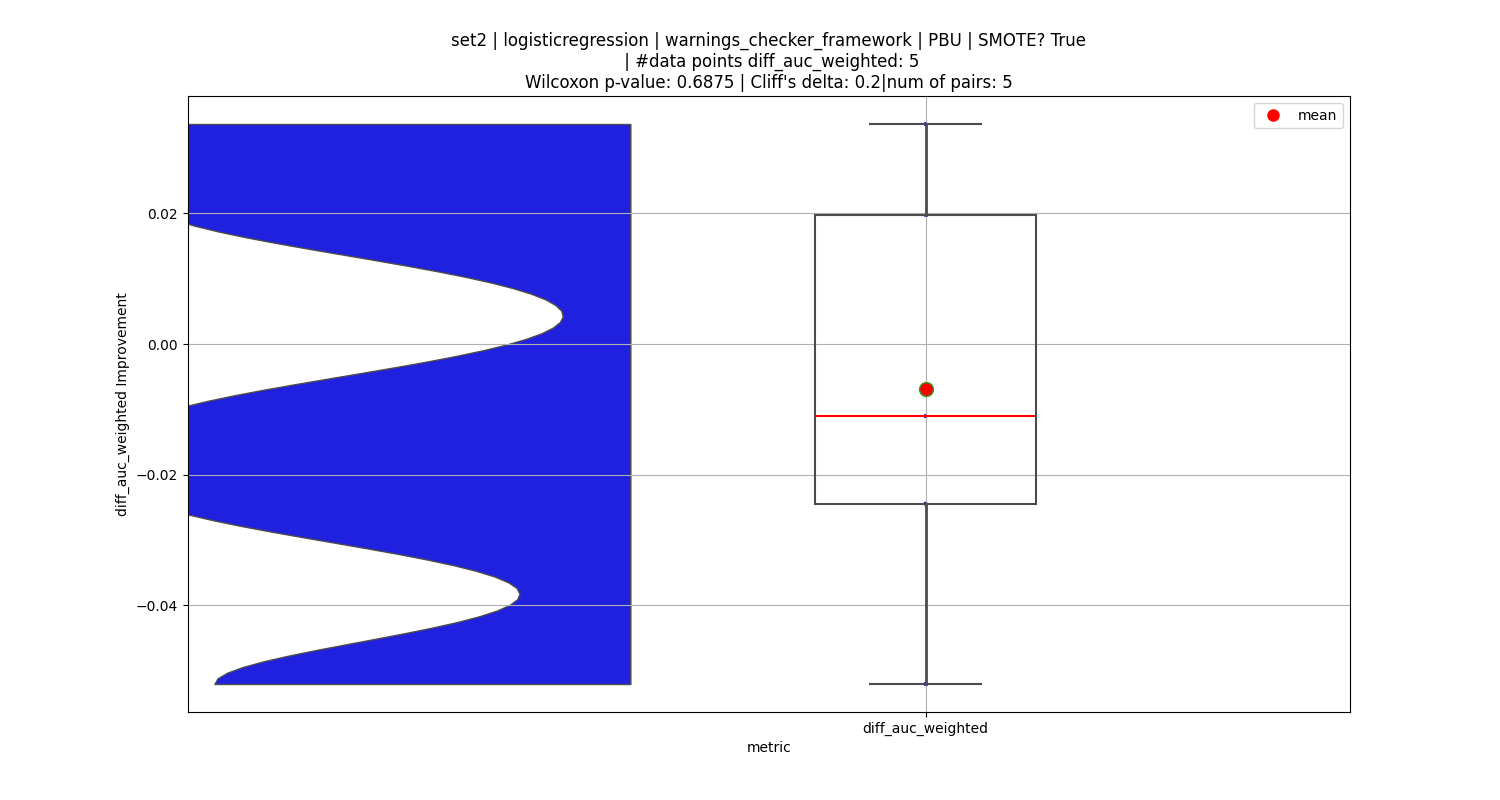 set2 | logisticregression | warnings_checker_framework | PBU | SMOTE? True
| #data points diff_auc_weighted: 5
Wilcoxon p-value: 0.6875 | Cliff's delta: 0.2|num of pairs: 5
mean
0.02
0.00
−0.02
−0.04
diff_auc_weighted Improvement
diff_auc_weighted
metric